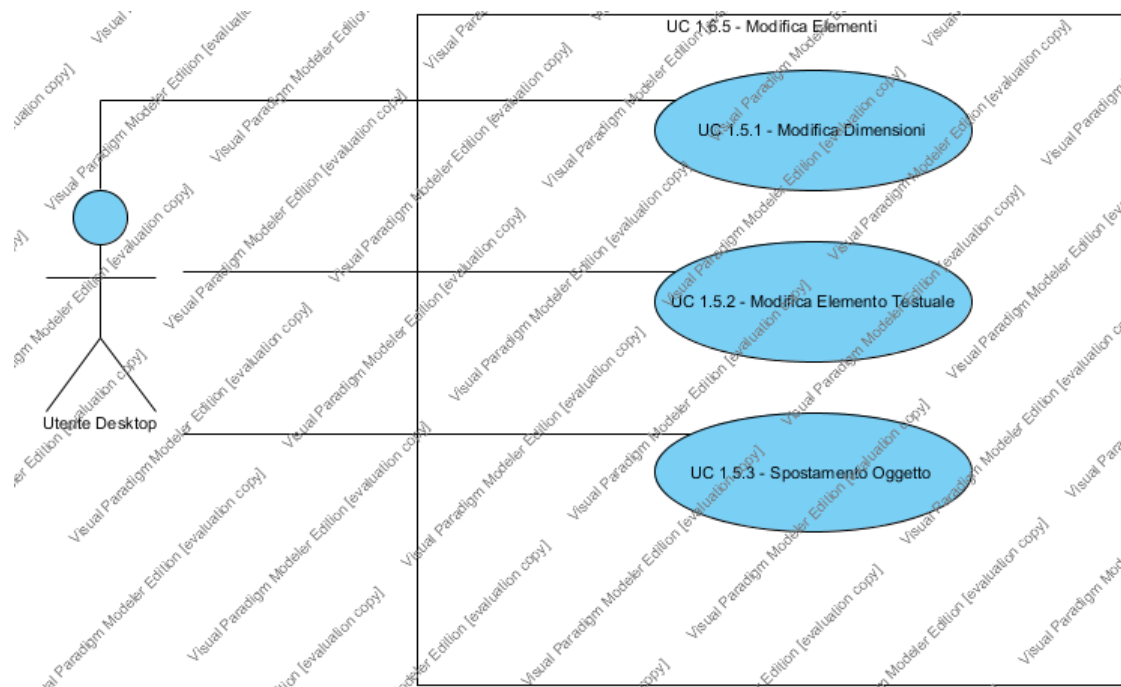 UC 1.6.5 - Modifica Elementi
UC 1.5.1 - Modifica Dimensioni
UC 1.5.2 - Modifica Elemento Testuale
Utente Desktop
UC 1.5.3 - Spostamento Oggetto
Visual Paradigm Modeler Edition [evaluation copy]